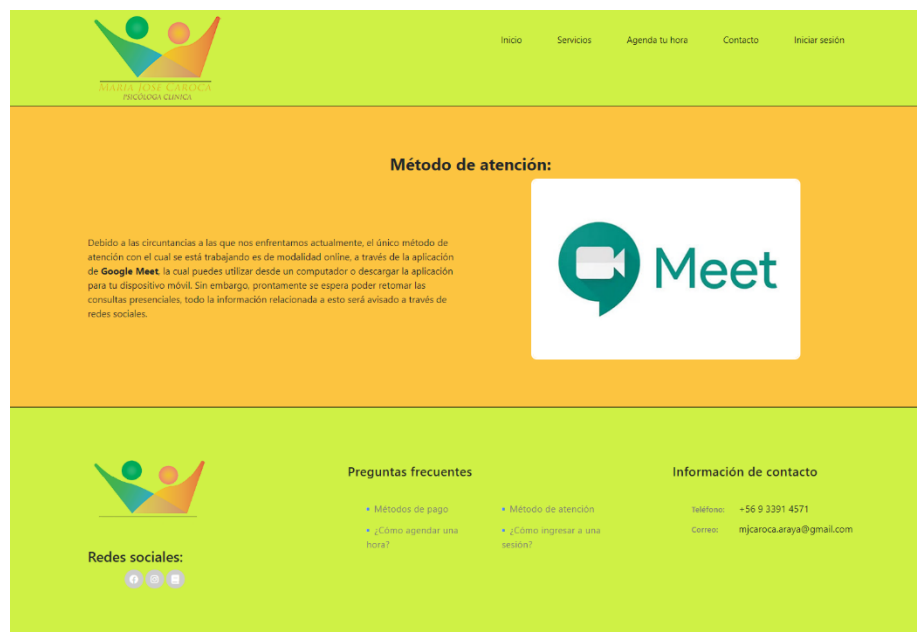 MARIA JOSE CAROCA
PSICÓLOGA CLINICA
Inicio
Servicios
Agenda tu hora
Contacto
Iniciar sesión
Método de atención:
Debido a las circuntancias a las que nos enfrentamos actualmente, el único método de
atención con el cual se está trabajando es de modalidad online, a través de la aplicación
de Google Meet, la cual puedes utilizar desde un computador o descargar la aplicación
para tu dispositivo móvil. Sin embargo, prontamente se espera poder retomar las
consultas presenciales, todo la información relacionada a esto será avisado a través de
redes sociales.
Meet
Redes sociales:
Preguntas frecuentes
Métodos de pago
¿Cómo agendar una
hora?
Método de atención
¿Cómo ingresar a una
sesión?
Información de contacto
Teléfono: +56 9 3391 4571
Correo: mjcaroca.araya@gmail.com